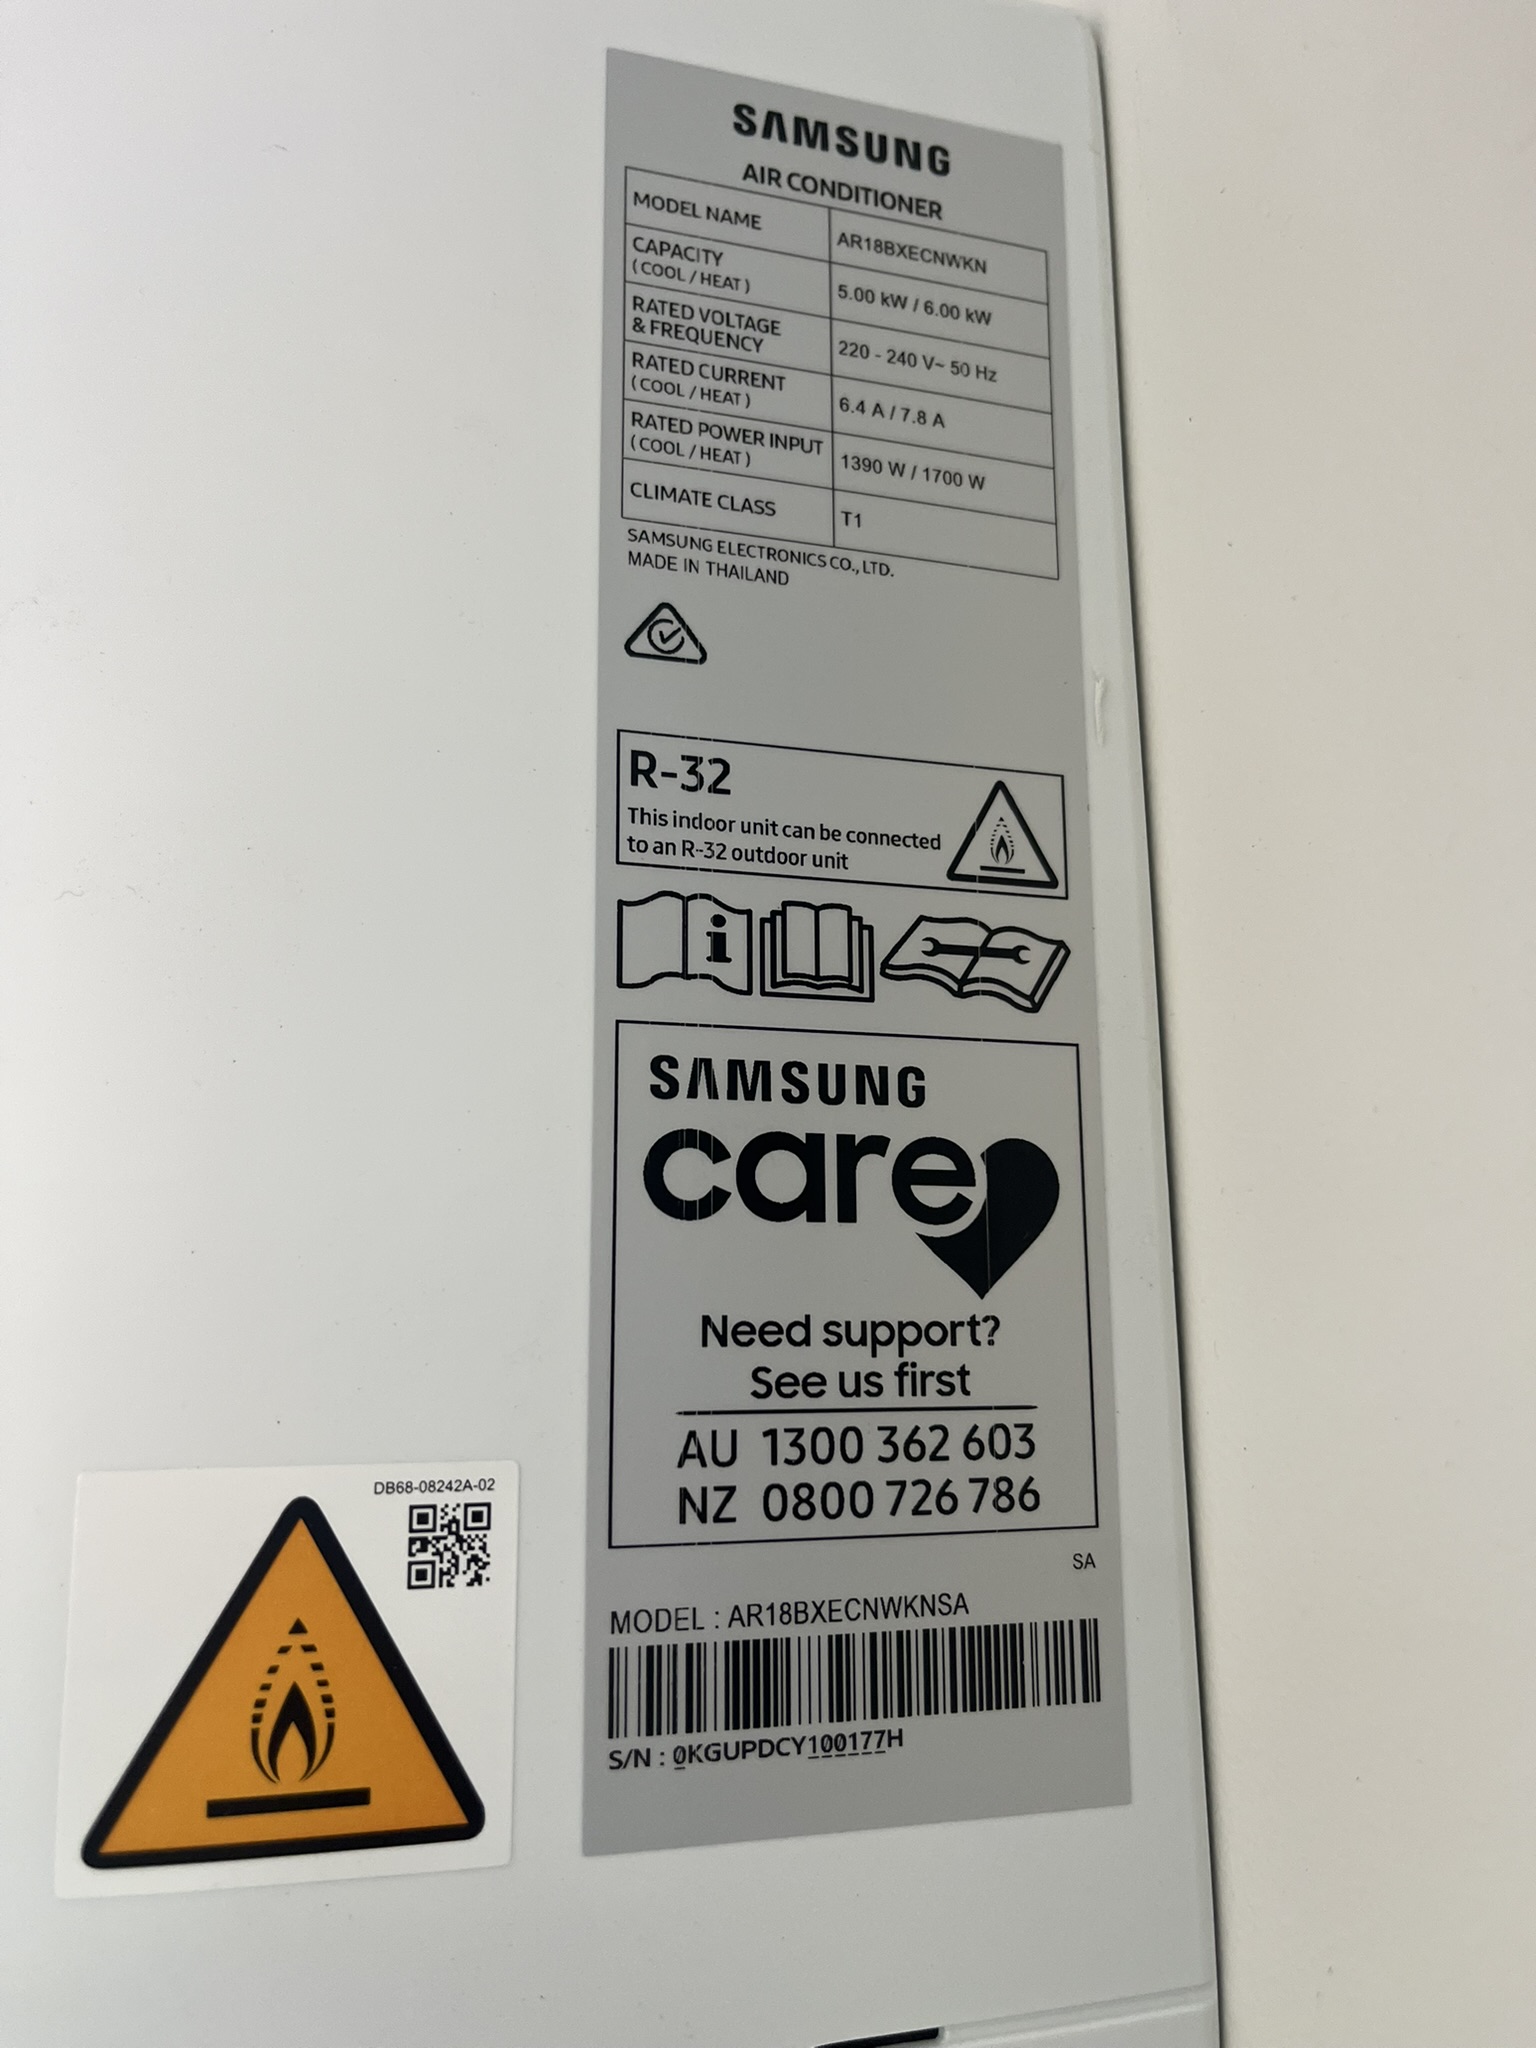 SAMSUNG
AIR CONDITIONER
MODEL NAME AR18BXECNWKN
CAPACITY
( COOL / HEAT ) 5.00 kW / 6.00 kW
RATED VOLTAGE
& FREQUENCY 220 - 240 V~ 50 Hz
RATED CURRENT
( COOL / HEAT ) 6.4 A / 7.8 A
RATED POWER INPUT
( COOL / HEAT ) 1390 W / 1700 W
CLIMATE CLASS T1
SAMSUNG ELECTRONICS CO., LTD.
MADE IN THAILAND
R-32
This indoor unit can be connected
to an R-32 outdoor unit
i
SAMSUNG
care
Need support?
See us first
AU 1300 362 603
NZ 0800 726 786
SA
MODEL : AR18BXECNWKNSA
S/N : 0KGUPDCY100177H
DB68-08242A-02